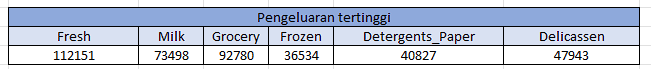 Pengeluaran tertinggi
Fresh Milk Grocery Frozen Detergents_Paper Delicassen
112151 73498 92780 36534 40827 47943